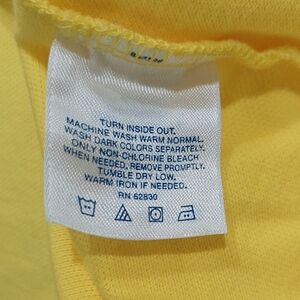 TURN INSIDE OUT.
MACHINE WASH WARM NORMAL.
WASH DARK COLORS SEPARATELY.
ONLY NON-CHLORINE BLEACH
WHEN NEEDED. REMOVE PROMPTLY.
TUMBLE DRY LOW.
WARM IRON IF NEEDED.
RN 52830